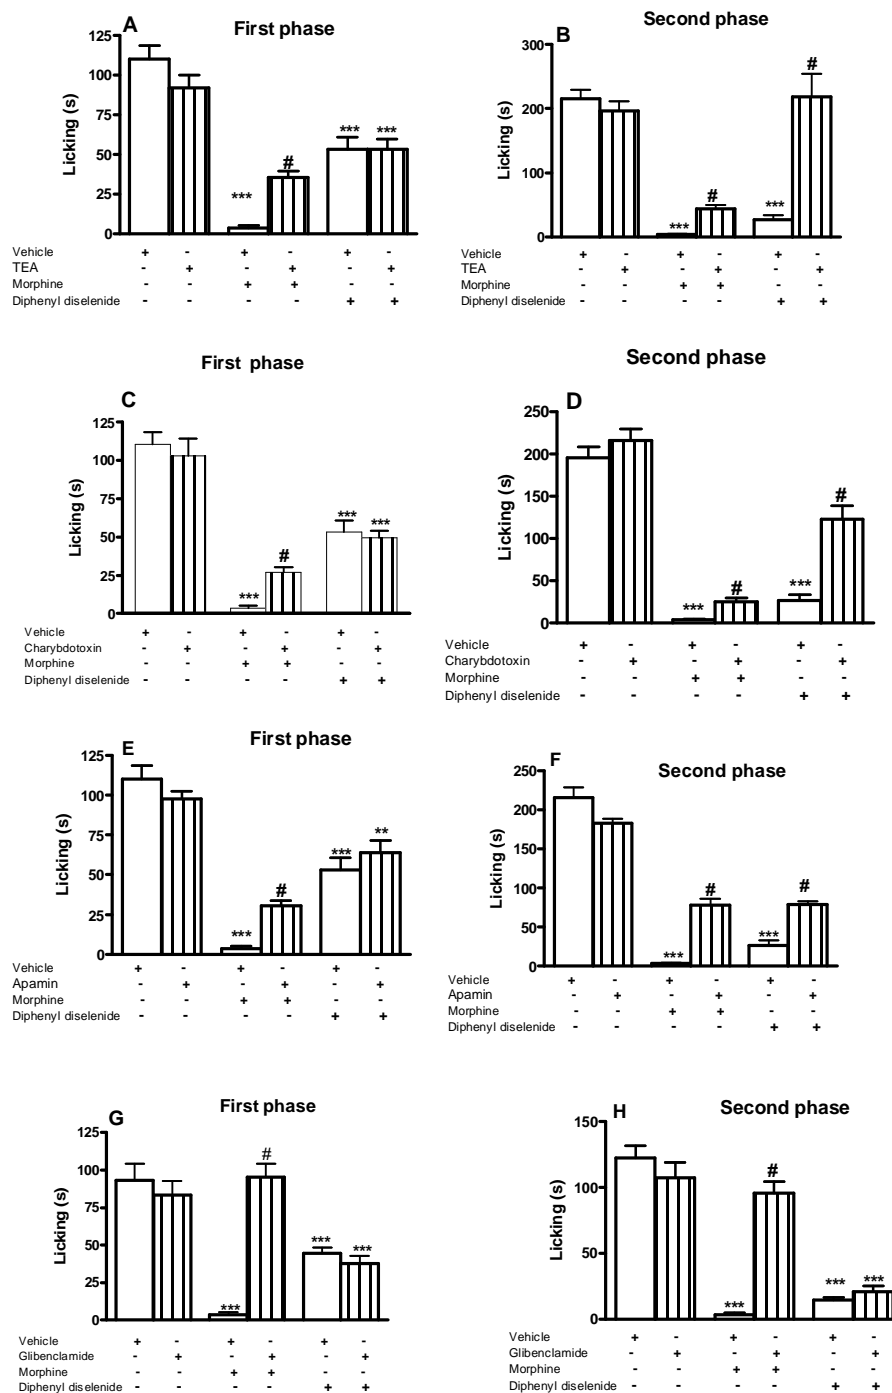 A
First phase
Licking (s)
125
100
75
50
25
0
***
#
***
***
Vehicle + - + - + -
TEA - + - + - +
Morphine - - + + - -
Diphenyl diselenide - - - - + +
B
Second phase
Licking (s)
300
200
100
0
***
#
***
#
Vehicle + - + - + -
TEA - + - + - +
Morphine - - + + - -
Diphenyl diselenide - - - - + +
C
First phase
Licking (s)
125
100
75
50
25
0
***
#
***
***
Vehicle + - + - + -
Charybdotoxin - + - + - +
Morphine - - + + - -
Diphenyl diselenide - - - - + +
D
Second phase
Licking (s)
250
200
150
100
50
0
***
#
***
#
Vehicle + - + - + -
Charybdotoxin - + - + - +
Morphine - - + + - -
Diphenyl diselenide - - - - + +
E
First phase
Licking (s)
125
100
75
50
25
0
***
#
***
**
Vehicle + - + - + -
Apamin - + - + - +
Morphine - - + + - -
Diphenyl diselenide - - - - + +
F
Second phase
Licking (s)
250
200
150
100
50
0
***
#
***
#
Vehicle + - + - + -
Apamin - + - + - +
Morphine - - + + - -
Diphenyl diselenide - - - - + +
G
First phase
Licking (s)
125
100
75
50
25
0
***
#
***
***
Vehicle + - + - + -
Glibenclamide - + - + - +
Morphine - - + + - -
Diphenyl diselenide - - - - + +
H
Second phase
Licking (s)
150
100
50
0
***
#
***
***
Vehicle + - + - + -
Glibenclamide - + - + - +
Morphine - - + + - -
Diphenyl diselenide - - - - + +